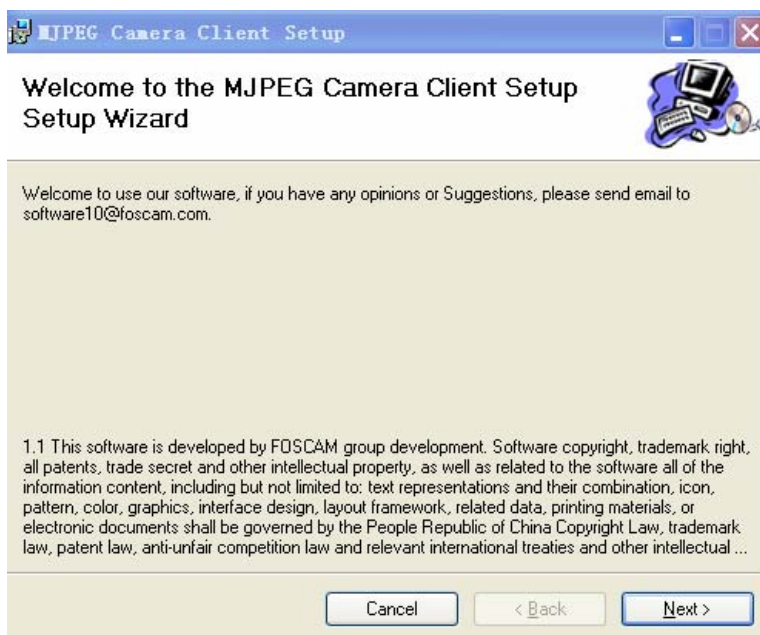 MJPEG Camera Client Setup
Welcome to the MJPEG Camera Client Setup
Setup Wizard
Welcome to use our software, if you have any opinions or Suggestions, please send email to
software10@foscam.com.
1.1 This software is developed by FOSCAM group development. Software copyright, trademark right,
all patents, trade secret and other intellectual property, as well as related to the software all of the
information content, including but not limited to: text representations and their combination, icon,
pattern, color, graphics, interface design, layout framework, related data, printing materials, or
electronic documents shall be governed by the People Republic of China Copyright Law, trademark
law, patent law, anti-unfair competition law and relevant international treaties and other intellectual ...
Cancel
< Back
Next >